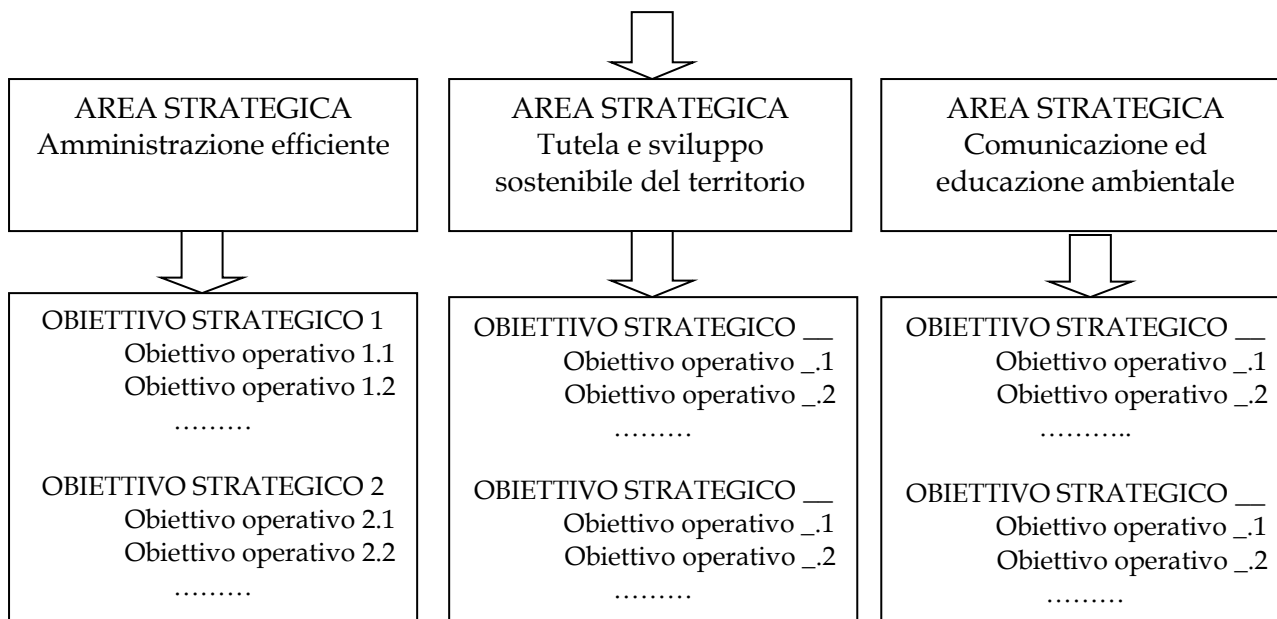 AREA STRATEGICA
Amministrazione efficiente
AREA STRATEGICA
Tutela e sviluppo
sostenibile del territorio
AREA STRATEGICA
Comunicazione ed
educazione ambientale
OBIETTIVO STRATEGICO 1
Obiettivo operativo 1.1
Obiettivo operativo 1.2
………
OBIETTIVO STRATEGICO 2
Obiettivo operativo 2.1
Obiettivo operativo 2.2
………
OBIETTIVO STRATEGICO __
Obiettivo operativo _.1
Obiettivo operativo _.2
………
OBIETTIVO STRATEGICO __
Obiettivo operativo _.1
Obiettivo operativo _.2
………
OBIETTIVO STRATEGICO __
Obiettivo operativo _.1
Obiettivo operativo _.2
………..
OBIETTIVO STRATEGICO __
Obiettivo operativo _.1
Obiettivo operativo _.2
………